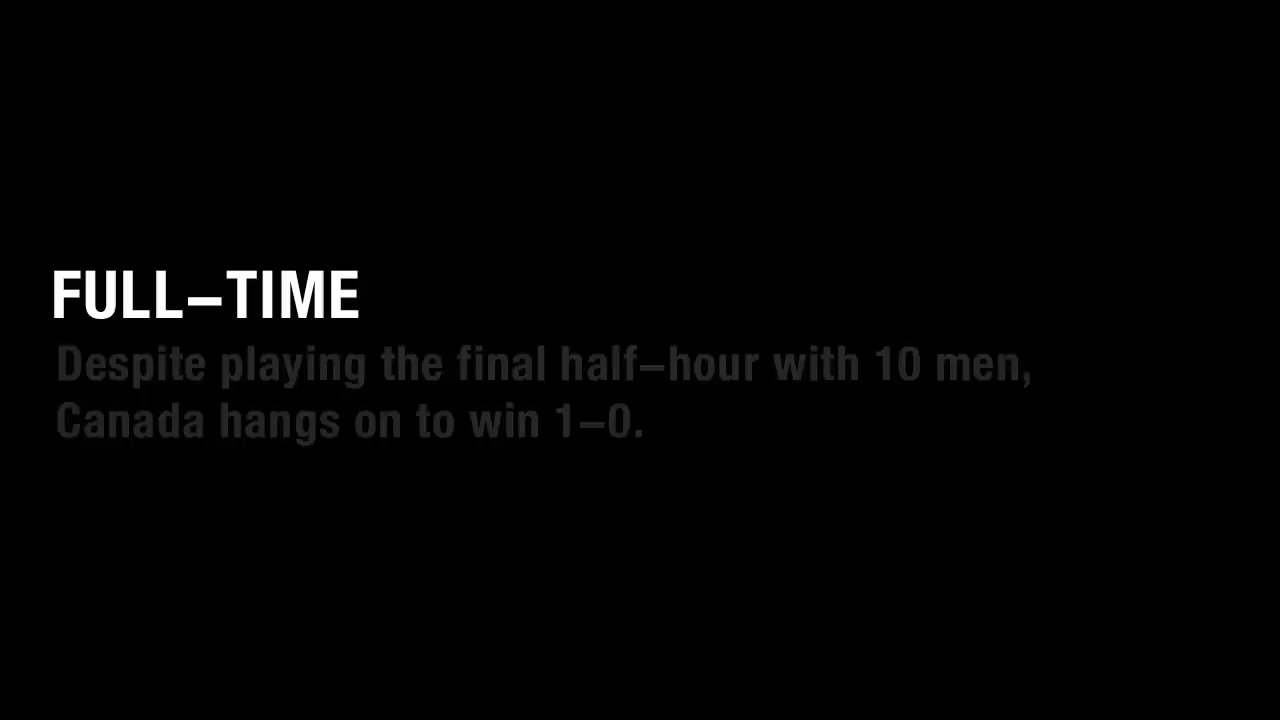 FULL–TIME
Despite playing the final half–hour with 10 men,
Canada hangs on to win 1–0.